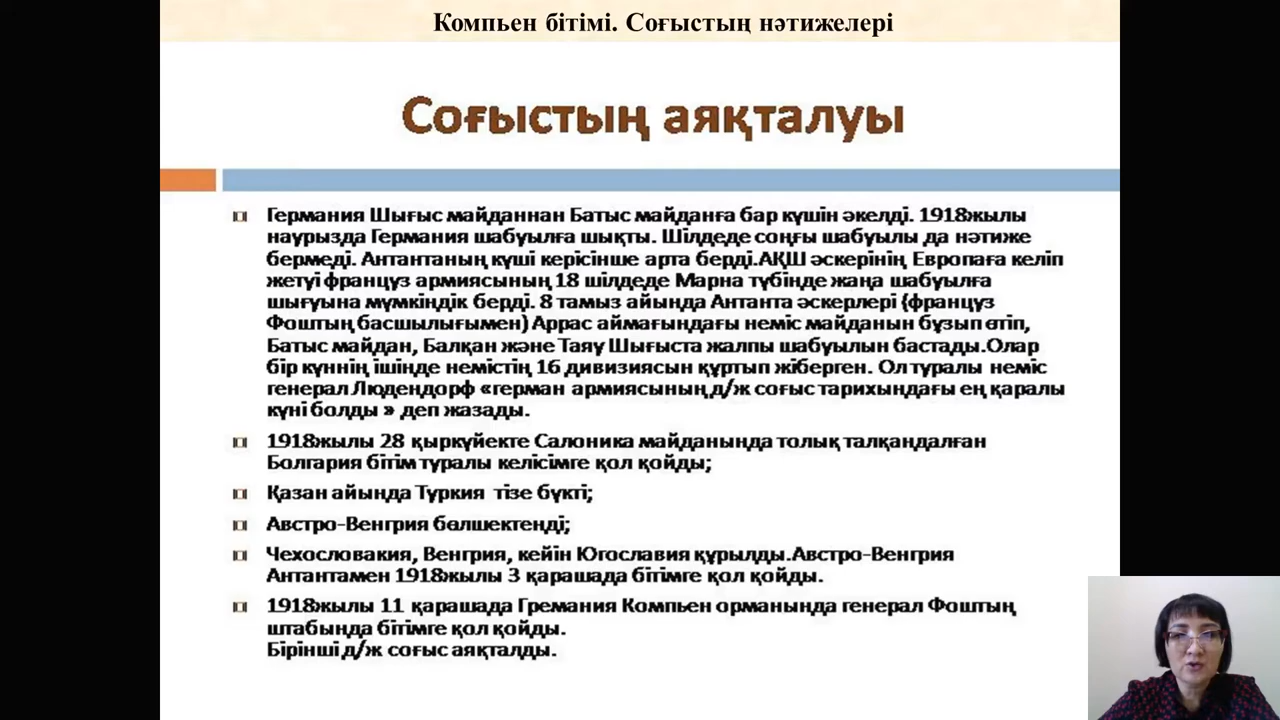 Компьен бітімі. Соғыстың нәтижелері
Соғыстың аяқталуы
Германия Шығыс майданнан Батыс майданға бар күшін әкелді. 1918жылы
наурызда Германия шабуылға шықты. Шілдеде соңғы шабуылы да нәтиже
бермеді. Антантаның күші керісінше арта берді.АҚШ әскерінің Европаға келіп
жетуі француз армиясының 18 шілдеде Марна түбінде жаңа шабуылға
шығуына мүмкіндік берді. 8 тамыз айында Антанта әскерлері (француз
Фоштың басшылығымен) Аррас аймағындағы неміс майданын бұзып өтіп,
Батыс майдан, Балқан және Таяу Шығыста жалпы шабуылын бастады.Олар
бір күннің ішінде немістің 16 дивизиясын құртып жіберген. Ол туралы неміс
генерал Людендорф «герман армиясының д/ж соғыс тарихындағы ең қаралы
күні болды » деп жазады.
1918жылы 28 қыркүйекте Салоника майданында толық талқандалған
Болгария бітім туралы келісімге қол қойды;
Қазан айында Туркия тізе бүкті;
Австро-Венгрия бөлшектенді;
Чехословакия, Венгрия, кейін Югославия құрылды.Австро-Венгрия
Антантамен 1918жылы 3 қарашада бітімге қол қойды.
1918жылы 11 қарашада Гремания Компьен орманында генерал Фоштың
штабында бітімге қол қойды.
Бірінші д/ж соғыс аяқталды.